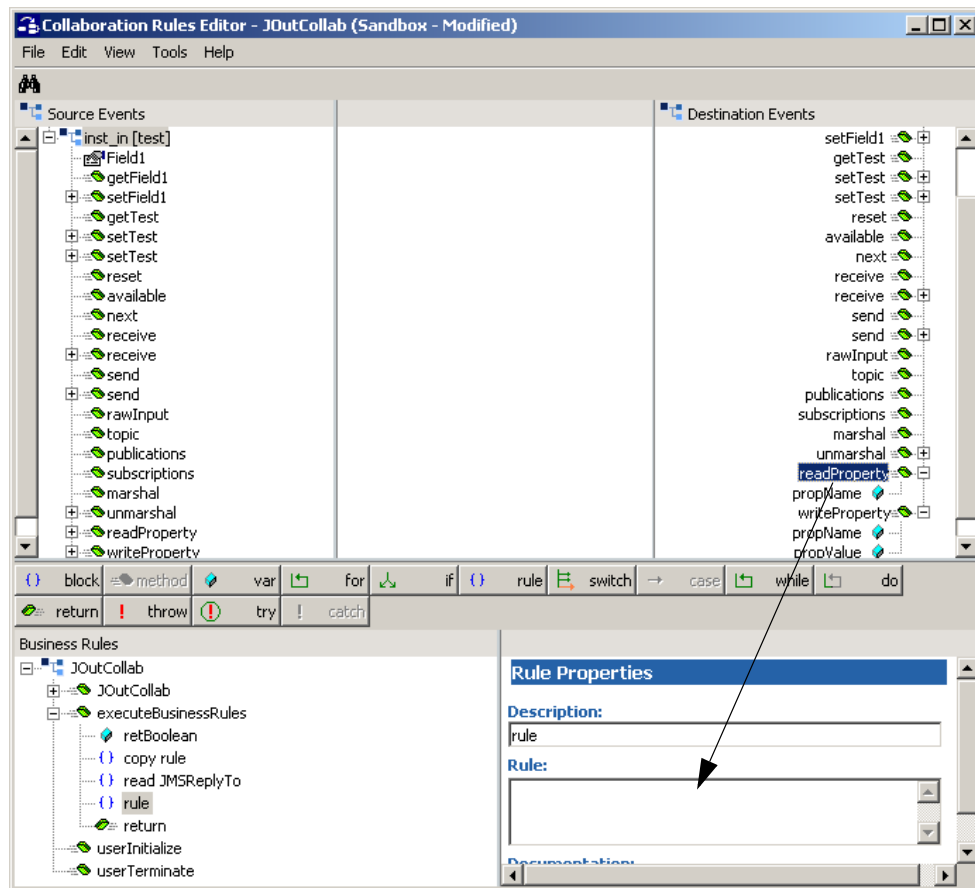 Collaboration Rules Editor - JOutCollab (Sandbox - Modified)
File Edit View Tools Help
Source Events
inst_in [test]
Field1
getField1
setField1
getTest
setTest
setTest
reset
available
next
receive
receive
send
send
rawInput
topic
publications
subscriptions
marshal
unmarshal
readProperty
writeProperty
Destination Events
setField1
getTest
setTest
setTest
reset
available
next
receive
receive
send
send
rawInput
topic
publications
subscriptions
marshal
unmarshal
readProperty
propName
writeProperty
propName
propValue
{} block method var for if {} rule switch case while do
return throw try catch
Business Rules
JOutCollab
JOutCollab
executeBusinessRules
retBoolean
{} copy rule
{} read JMSReplyTo
{} rule
return
userInitialize
userTerminate
Rule Properties
Description:
rule
Rule:
Documentation: